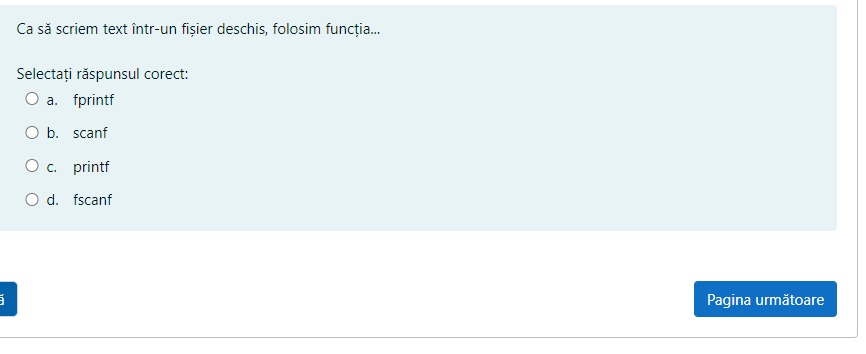 Ca să scriem text într-un fișier deschis, folosim funcția...
Selectați răspunsul corect:
a. fprintf
b. scanf
c. printf
d. fscanf
ă
Pagina următoare